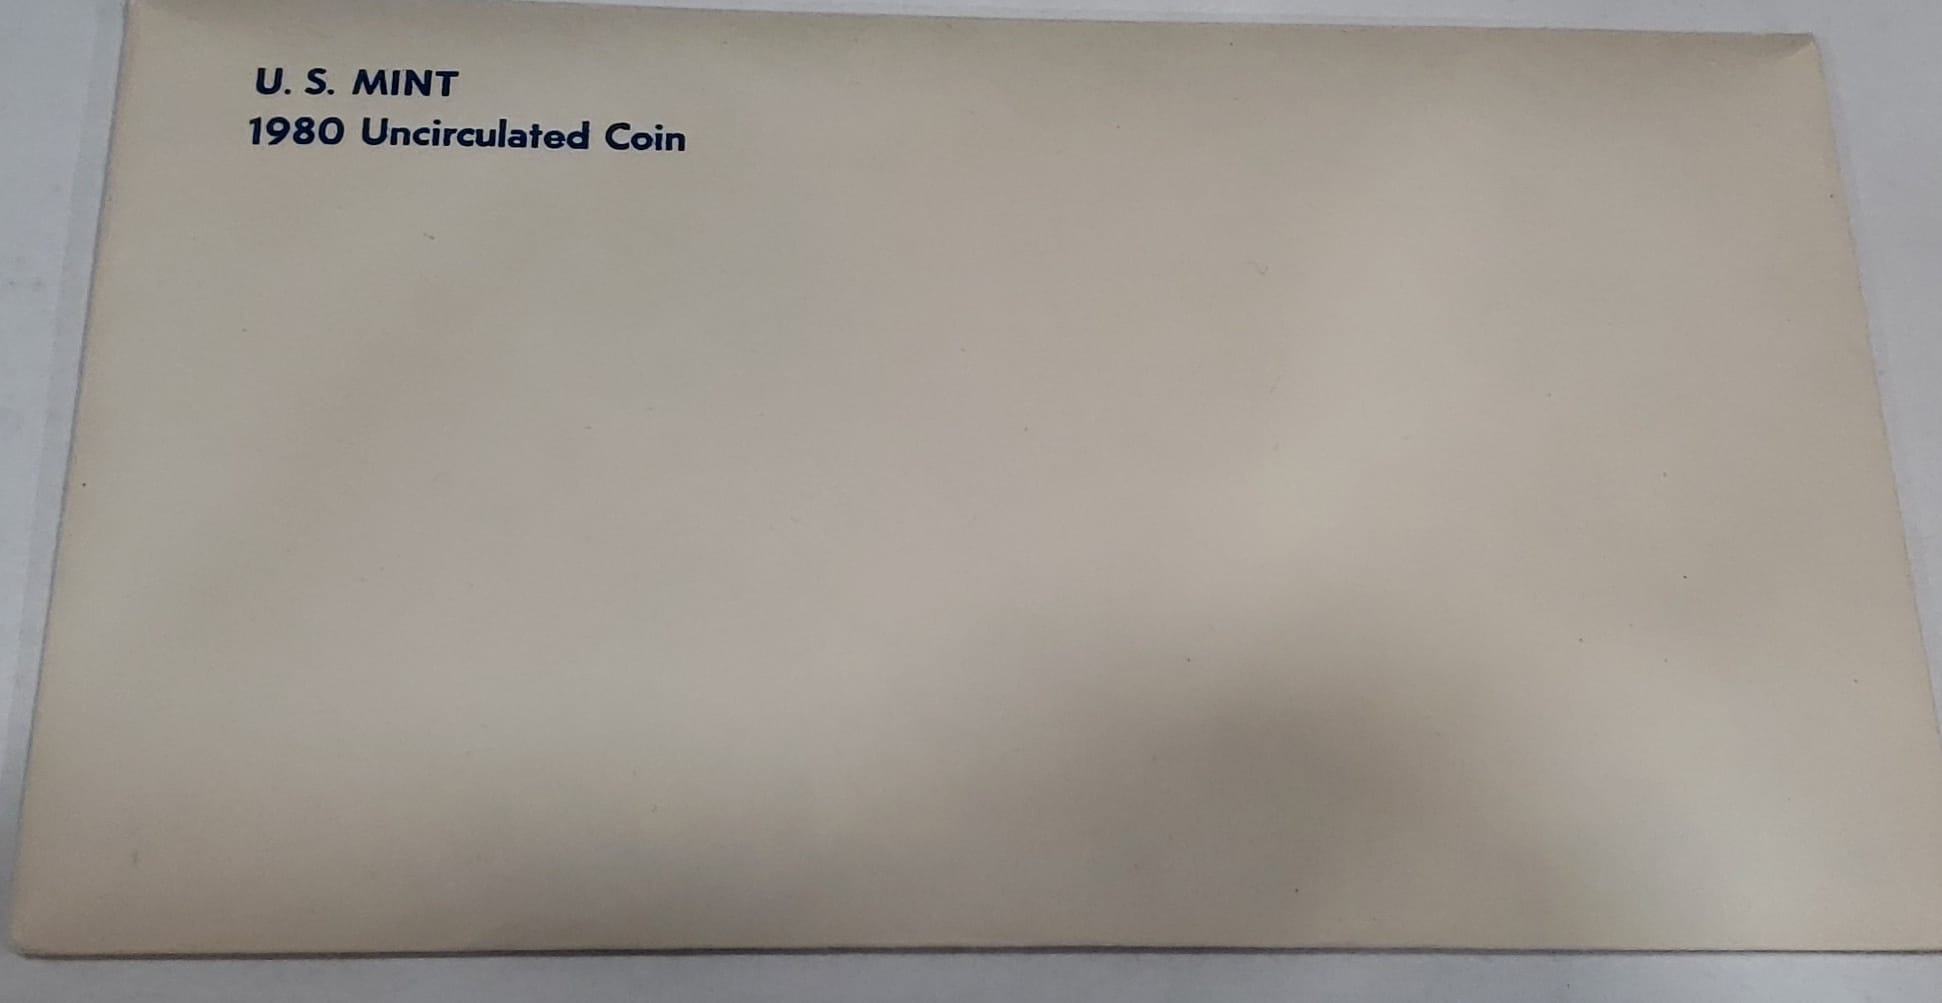 U. S. MINT
1980 Uncirculated Coin